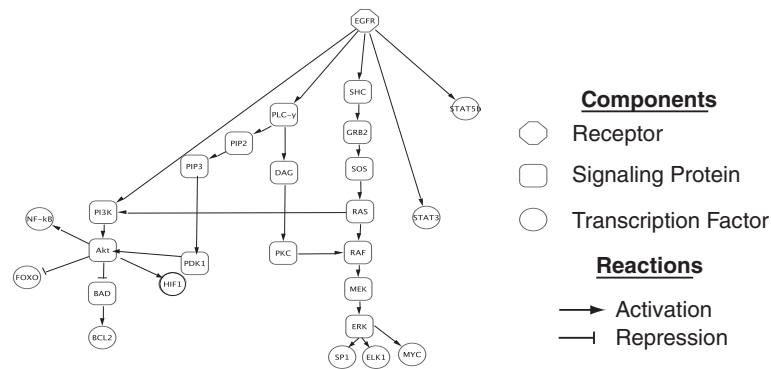 EGFR
SHC
STAT5b
PLC-γ
GRB2
PIP2
PIP3
DAG
SOS
PI3K
RAS
STAT3
NF-kB
Akt
PDK1
PKC
RAF
FOXO
HIF1
BAD
MEK
BCL2
ERK
SP1
ELK1
MYC
Components
Receptor
Signaling Protein
Transcription Factor
Reactions
Activation
Repression